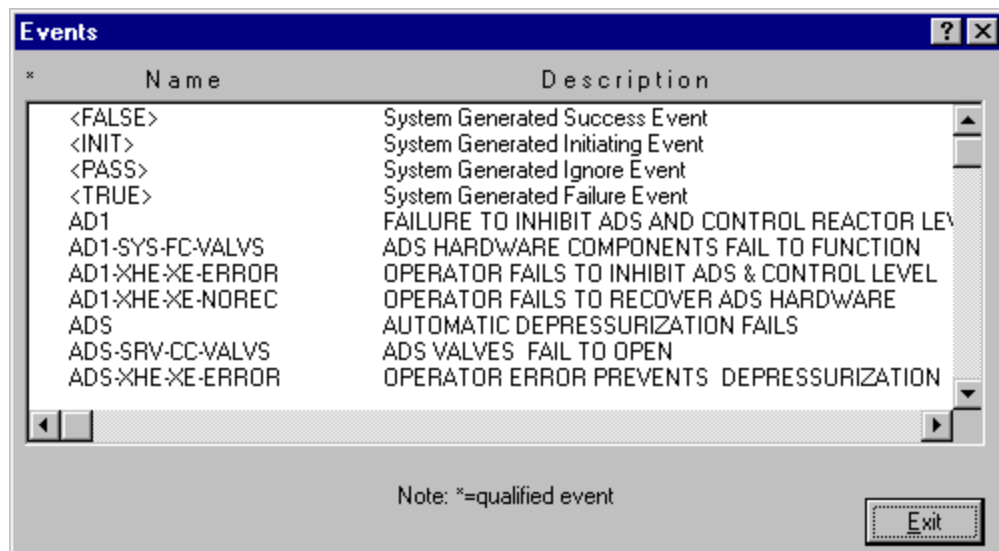 Events
* Name Description
<FALSE> System Generated Success Event
<INIT> System Generated Initiating Event
<PASS> System Generated Ignore Event
<TRUE> System Generated Failure Event
AD1 FAILURE TO INHIBIT ADS AND CONTROL REACTOR LEV
AD1-SYS-FC-VALVS ADS HARDWARE COMPONENTS FAIL TO FUNCTION
AD1-XHE-XE-ERROR OPERATOR FAILS TO INHIBIT ADS & CONTROL LEVEL
AD1-XHE-XE-NOREC OPERATOR FAILS TO RECOVER ADS HARDWARE
ADS AUTOMATIC DEPRESSURIZATION FAILS
ADS-SRV-CC-VALVS ADS VALVES FAIL TO OPEN
ADS-XHE-XE-ERROR OPERATOR ERROR PREVENTS DEPRESSURIZATION
Note: *=qualified event
Exit